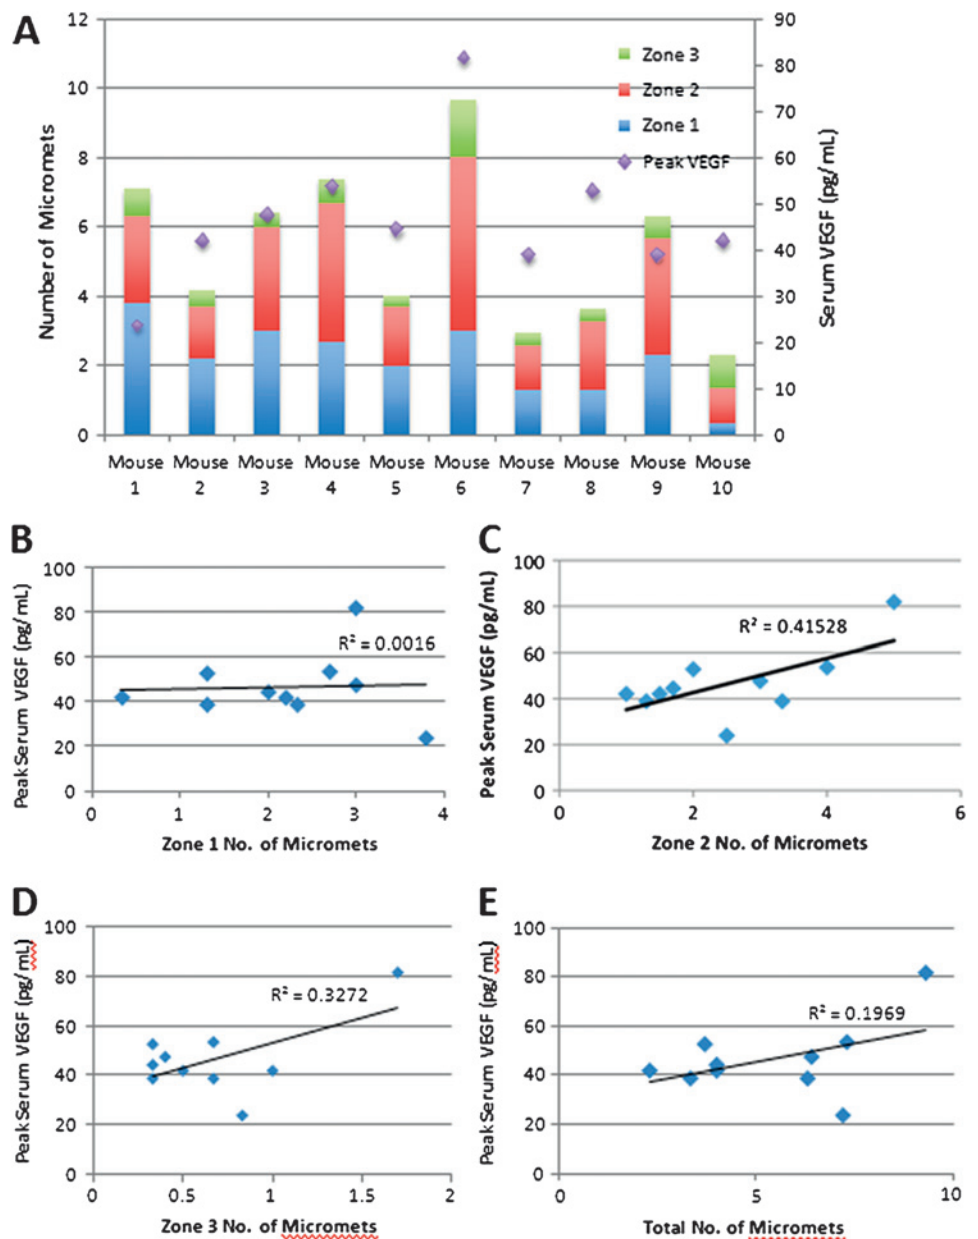 A
12
10
8
6
4
2
0
Number of Micromets
90
80
70
60
50
40
30
20
10
0
Serum VEGF (pg/mL)
Zone 3
Zone 2
Zone 1
Peak VEGF
Mouse Mouse Mouse Mouse Mouse Mouse Mouse Mouse Mouse Mouse
1 2 3 4 5 6 7 8 9 10
B
Peak Serum VEGF (pg/mL)
100
80
60
40
20
0
R² = 0.0016
0 1 2 3 4
Zone 1 No. of Micromets
C
Peak Serum VEGF (pg/mL)
100
80
60
40
20
0
R² = 0.41528
0 2 4 6
Zone 2 No. of Micromets
D
Peak Serum VEGF (pg/mL)
100
80
60
40
20
0
R² = 0.3272
0 0.5 1 1.5 2
Zone 3 No. of Micromets
E
Peak Serum VEGF (pg/mL)
100
80
60
40
20
0
R² = 0.1969
0 5 10
Total No. of Micromets